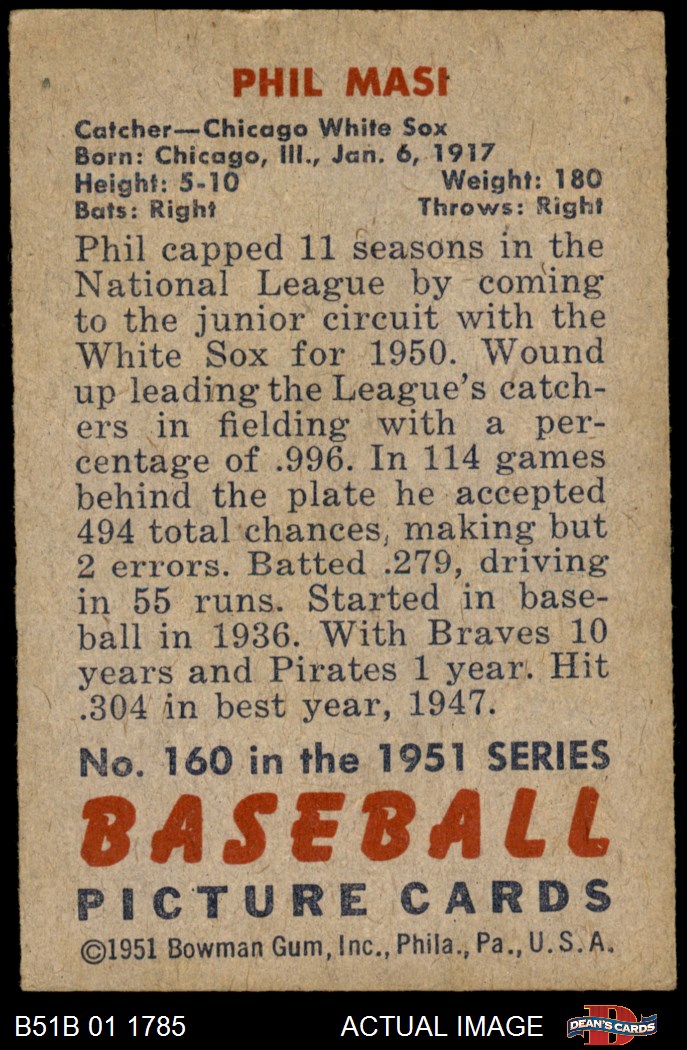 PHIL MASI
Catcher—Chicago White Sox
Born: Chicago, Ill., Jan. 6, 1917
Height: 5-10 Weight: 180
Bats: Right Throws: Right
Phil capped 11 seasons in the
National League by coming
to the junior circuit with the
White Sox for 1950. Wound
up leading the League's catch-
ers in fielding with a per-
centage of .996. In 114 games
behind the plate he accepted
494 total chances, making but
2 errors. Batted .279, driving
in 55 runs. Started in base-
ball in 1936. With Braves 10
years and Pirates 1 year. Hit
.304 in best year, 1947.
No. 160 in the 1951 SERIES
BASEBALL
PICTURE CARDS
©1951 Bowman Gum, Inc., Phila., Pa., U.S.A.
B51B 01 1785 ACTUAL IMAGE DEAN'S CARDS